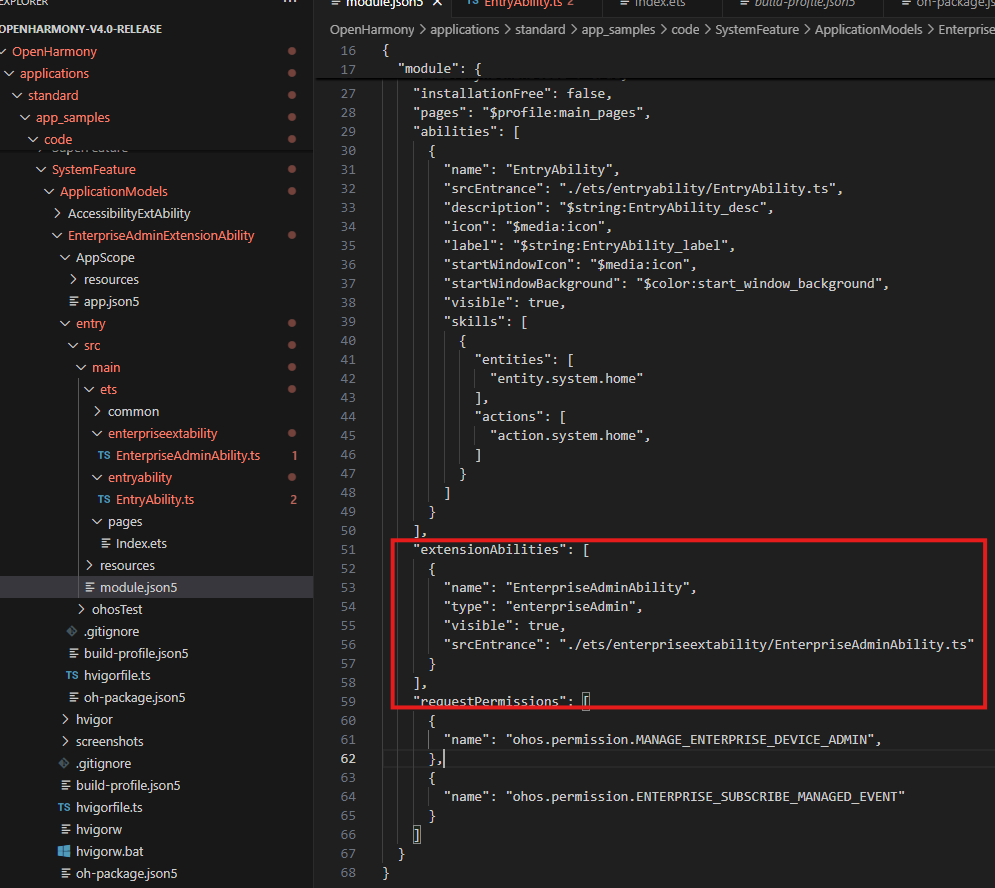 EXPLORER
OPENHARMONY-V4.0-RELEASE
OpenHarmony
applications
standard
app_samples
code
SuperFeature
SystemFeature
ApplicationModels
AccessibilityExtAbility
EnterpriseAdminExtensionAbility
AppScope
resources
app.json5
entry
src
main
ets
common
enterpriseextability
TS EnterpriseAdminAbility.ts 1
entryability
TS EntryAbility.ts 2
pages
Index.ets
resources
module.json5
ohosTest
.gitignore
build-profile.json5
TS hvigorfile.ts
oh-package.json5
hvigor
screenshots
.gitignore
build-profile.json5
TS hvigorfile.ts
hvigorw
hvigorw.bat
oh-package.json5
module.json5 TS EntryAbility.ts 2 Index.ets build-profile.json5 oh-package.js
OpenHarmony > applications > standard > app_samples > code > SystemFeature > ApplicationModels > Enterprise
16 {
17 "module": {
27 "installationFree": false,
28 "pages": "$profile:main_pages",
29 "abilities": [
30 {
31 "name": "EntryAbility",
32 "srcEntrance": "./ets/entryability/EntryAbility.ts",
33 "description": "$string:EntryAbility_desc",
34 "icon": "$media:icon",
35 "label": "$string:EntryAbility_label",
36 "startWindowIcon": "$media:icon",
37 "startWindowBackground": "$color:start_window_background",
38 "visible": true,
39 "skills": [
40 {
41 "entities": [
42 "entity.system.home"
43 ],
44 "actions": [
45 "action.system.home",
46 ]
47 }
48 ]
49 }
50 ],
51 "extensionAbilities": [
52 {
53 "name": "EnterpriseAdminAbility",
54 "type": "enterpriseAdmin",
55 "visible": true,
56 "srcEntrance": "./ets/enterpriseextability/EnterpriseAdminAbility.ts"
57 }
58 ],
59 "requestPermissions": [
60 {
61 "name": "ohos.permission.MANAGE_ENTERPRISE_DEVICE_ADMIN",
62 },
63 {
64 "name": "ohos.permission.ENTERPRISE_SUBSCRIBE_MANAGED_EVENT"
65 }
66 ]
67 }
68 }